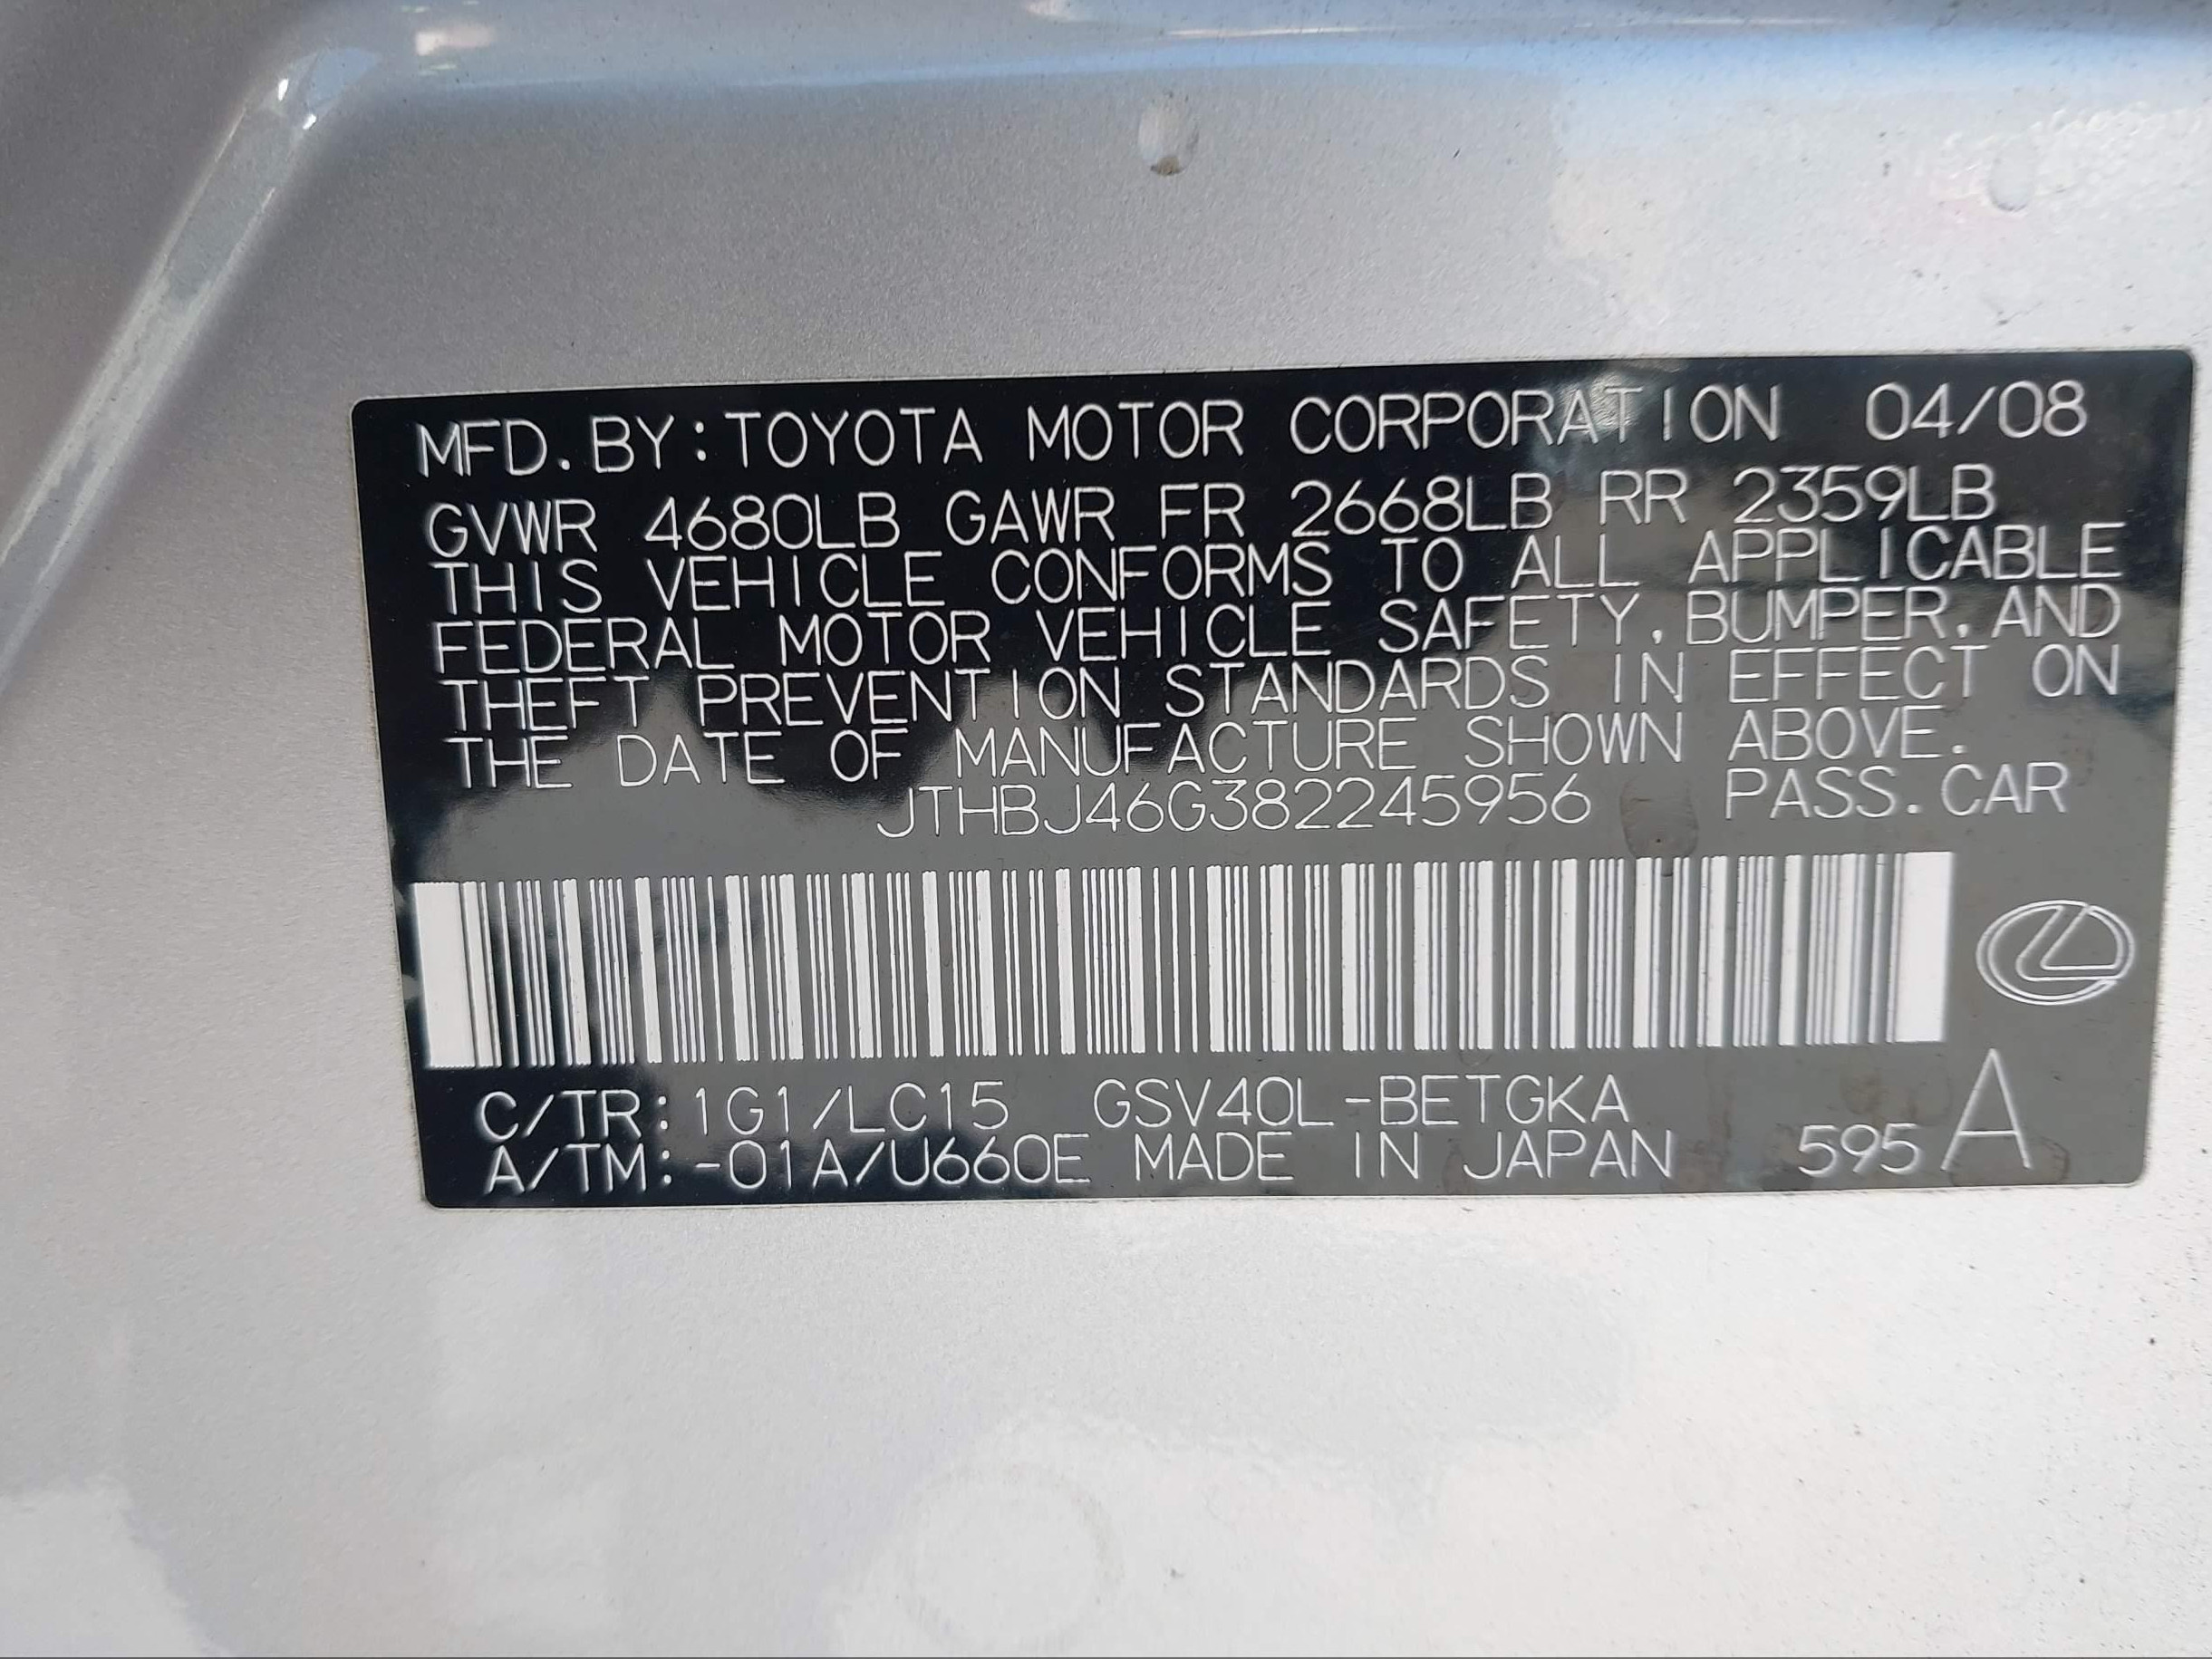 MFD. BY: TOYOTA MOTOR CORPORATION 04/08
GVWR 4680LB GAWR FR 2668LB RR 2359LB
THIS VEHICLE CONFORMS TO ALL APPLICABLE
FEDERAL MOTOR VEHICLE SAFETY, BUMPER, AND
THEFT PREVENTION STANDARDS IN EFFECT ON
THE DATE OF MANUFACTURE SHOWN ABOVE.
JTHBJ46G382245956 PASS. CAR
C/TR: 1G1/LC15 GSV40L-BETGKA
A/TM: -01A/U660E MADE IN JAPAN 595 A